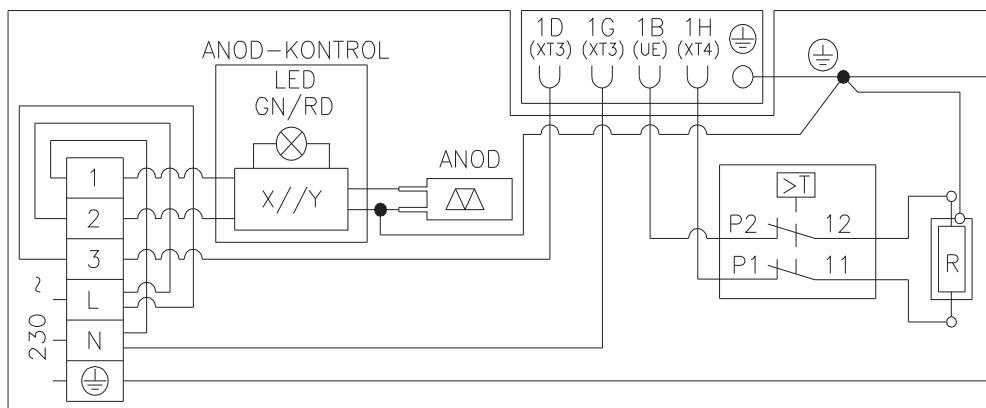 1D 1G 1B 1H
(XT3) (XT3) (UE) (XT4)
ANOD-KONTROL
LED
GN/RD
X//Y
ANOD
1
2
3
L
N
230 ~
>T
P2 12
P1 11
R